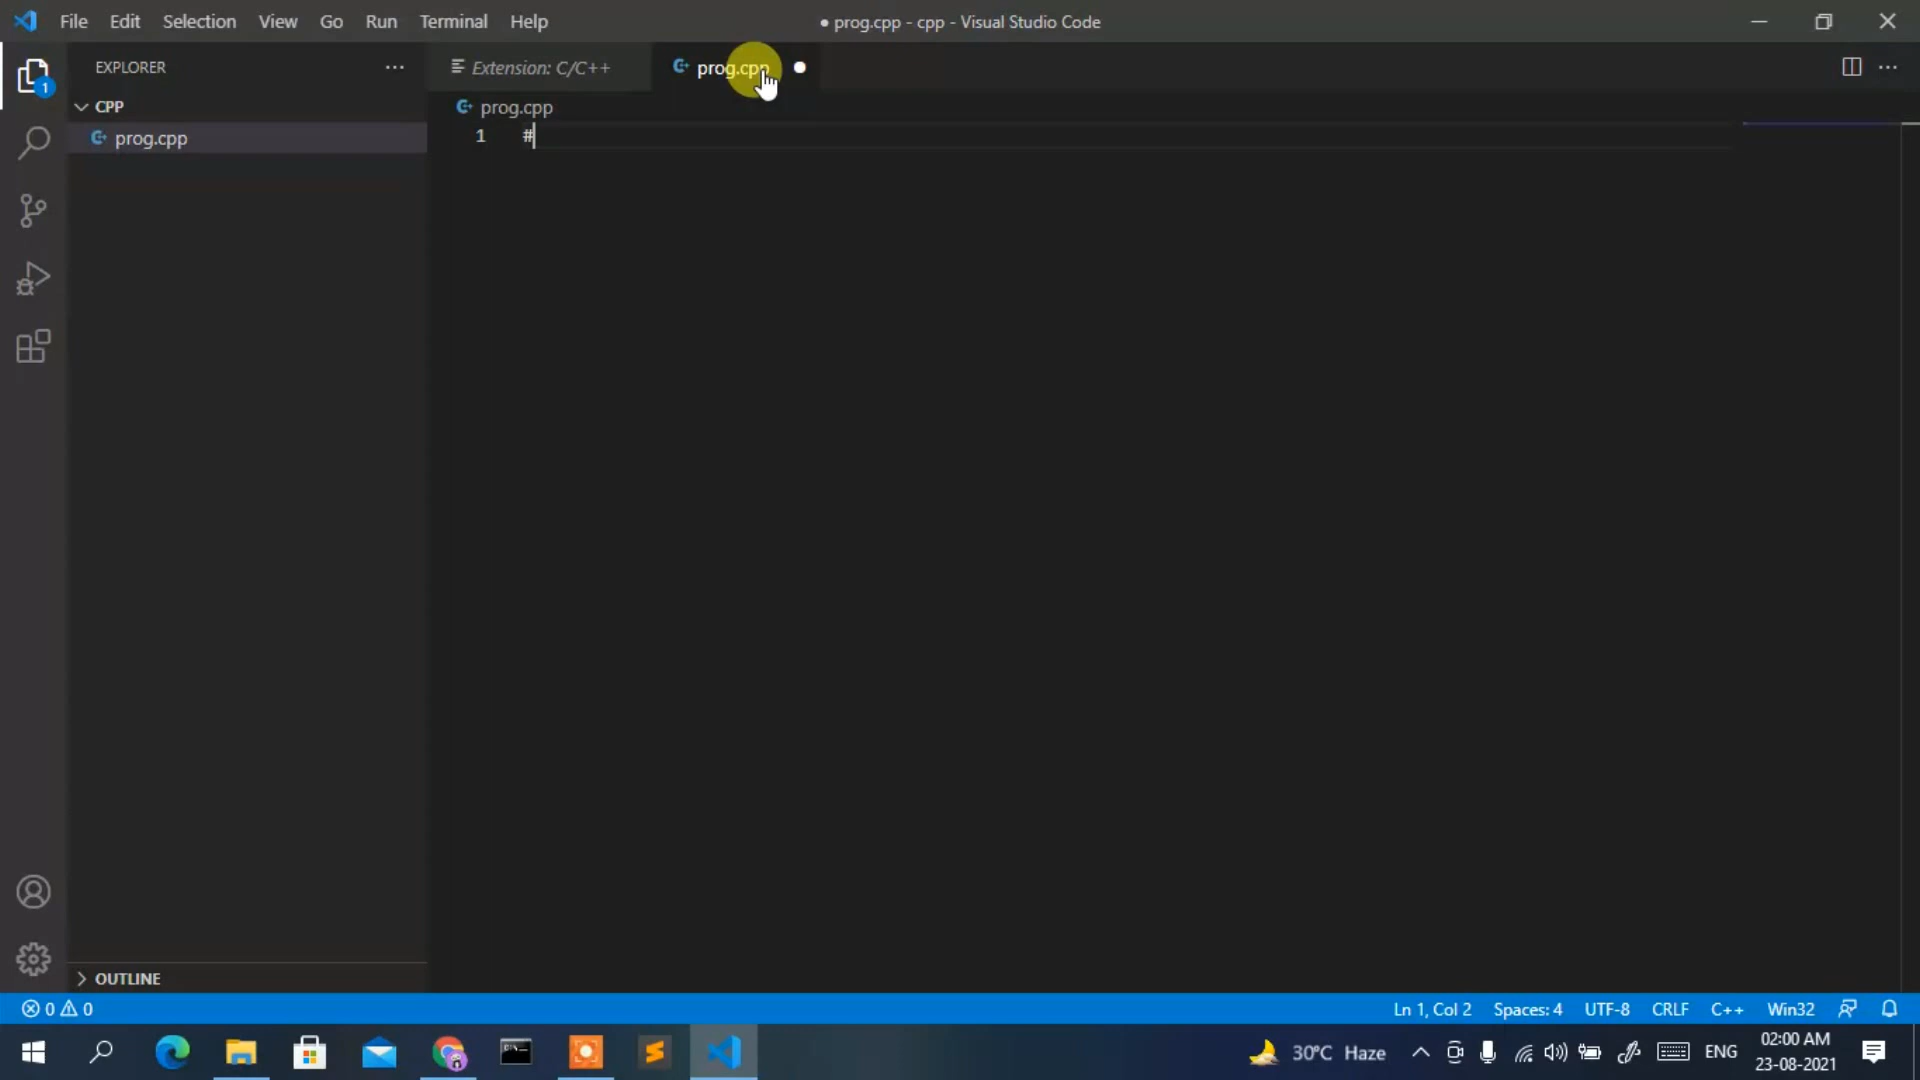 File Edit Selection View Go Run Terminal Help
● prog.cpp - cpp - Visual Studio Code
EXPLORER
Extension: C/C++
prog.cpp
1
CPP
prog.cpp
prog.cpp
1 #
OUTLINE
0 0
Ln 1, Col 2 Spaces: 4 UTF-8 CRLF C++ Win32
30°C Haze
ENG
02:00 AM
23-08-2021